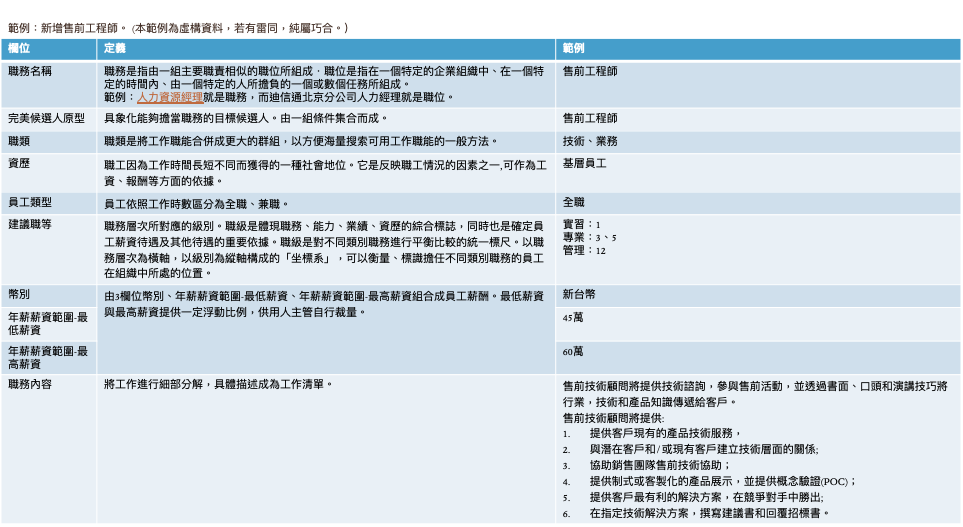 範例：新增售前工程師。 (本範例為虛構資料，若有雷同，純屬巧合。)
欄位 定義 範例
職務名稱 職務是指由一組主要職責相似的職位所組成，職位是指在一個特定的企業組織中、在一個特 售前工程師
定的時間內、由一個特定的人所擔負的一個或數個任務所組成。
範例：人力資源經理就是職務，而迪信通北京分公司人力經理就是職位。
完美候選人原型 具象化能夠擔當職務的目標候選人。由一組條件集合而成。 售前工程師
職類 職類是將工作職能合併成更大的群組，以方便海量搜索可用工作職能的一般方法。 技術、業務
資歷 職工因為工作時間長短不同而獲得的一種社會地位。它是反映職工情況的因素之一,可作為工 基層員工
資、報酬等方面的依據。
員工類型 員工依照工作時數區分為全職、兼職。 全職
建議職等 職務層次所對應的級別。職級是體現職務、能力、業績、資歷的綜合標誌，同時也是確定員 實習：1
工薪資待遇及其他待遇的重要依據。職級是對不同類別職務進行平衡比較的統一標尺。以職 專業：3、5
務層次為橫軸，以級別為縱軸構成的「坐標系」，可以衡量、標識擔任不同類別職務的員工 管理：12
在組織中所處的位置。
幣別 由3欄位幣別、年薪薪資範圍-最低薪資、年薪薪資範圍-最高薪資組合成員工薪酬。最低薪資 新台幣
與最高薪資提供一定浮動比例，供用人主管自行裁量。
年薪薪資範圍-最 45萬
低薪資
年薪薪資範圍-最 60萬
高薪資
職務內容 將工作進行細部分解，具體描述成為工作清單。 售前技術顧問將提供技術諮詢，參與售前活動，並透過書面、口頭和演講技巧將
行業，技術和產品知識傳遞給客戶。
售前技術顧問將提供:
1. 提供客戶現有的產品技術服務，
2. 與潛在客戶和/或現有客戶建立技術層面的關係;
3. 協助銷售團隊售前技術協助；
4. 提供制式或客製化的產品展示，並提供概念驗證(POC)；
5. 提供客戶最有利的解決方案，在競爭對手中勝出;
6. 在指定技術解決方案，撰寫建議書和回覆招標書。